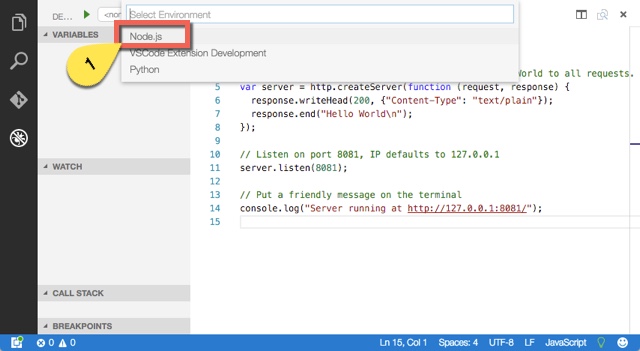 DE...
<no
Select Environment
VARIABLES
Node.js
1
VSCode Extension Development
Python
World to all requests.
5 var server = http.createServer(function (request, response) {
6 response.writeHead(200, {"Content-Type": "text/plain"});
7 response.end("Hello World\n");
8 });
9
WATCH
10 // Listen on port 8081, IP defaults to 127.0.0.1
11 server.listen(8081);
12
13 // Put a friendly message on the terminal
14 console.log("Server running at http://127.0.0.1:8081/");
15
CALL STACK
BREAKPOINTS
0 0 Ln 15, Col 1 Spaces: 4 UTF-8 LF JavaScript